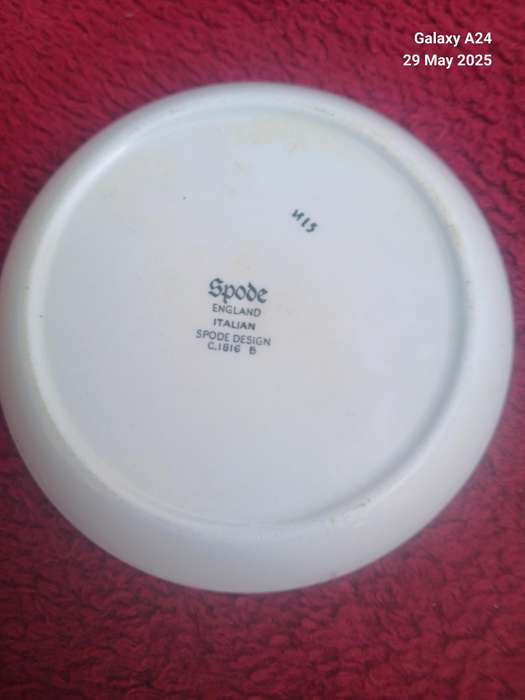 Galaxy A24
29 May 2025
Spode
ENGLAND
ITALIAN
SPODE DESIGN
C.1816 B